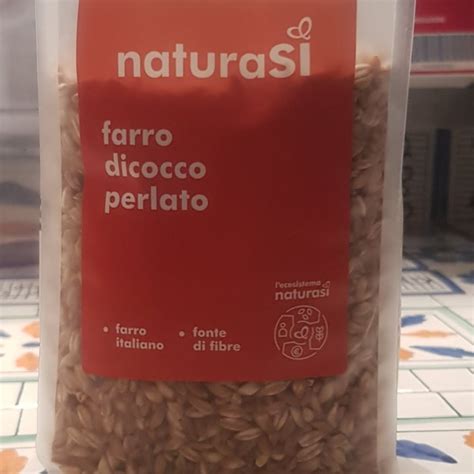 naturasì
farro
dicocco
perlato
l'ecosistema
naturasì
• farro
italiano
• fonte
di fibre